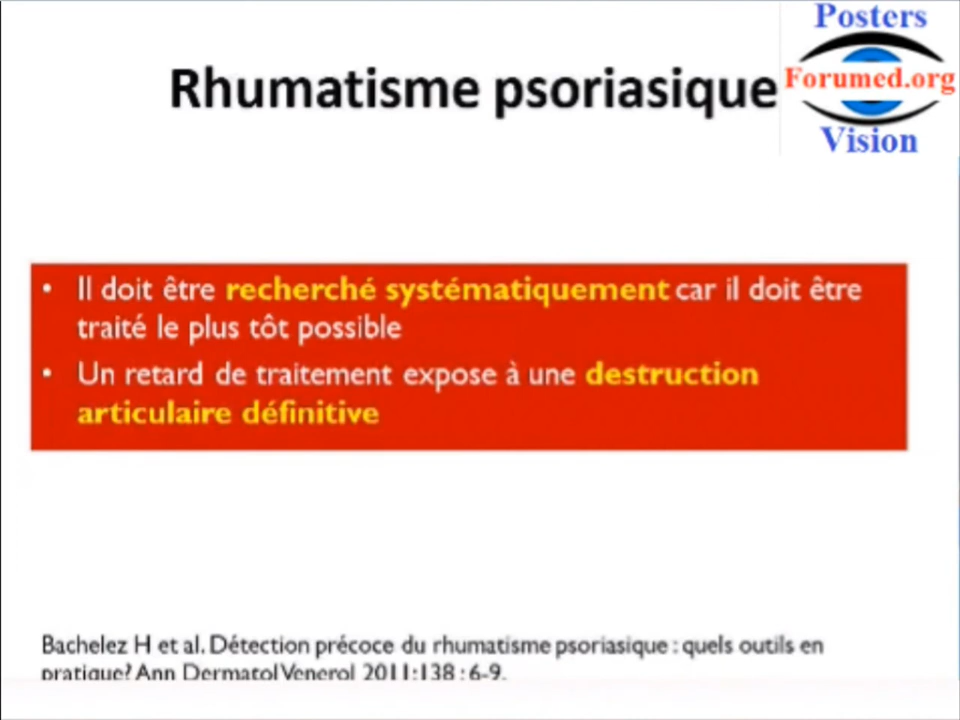 Posters
Forumed.org
Vision
Rhumatisme psoriasique
• Il doit être recherché systématiquement car il doit être
traité le plus tôt possible
• Un retard de traitement expose à une destruction
articulaire définitive
Bachelez H et al. Détection précoce du rhumatisme psoriasique : quels outils en
pratique? Ann Dermatol Venerol 2011;138 : 6-9.